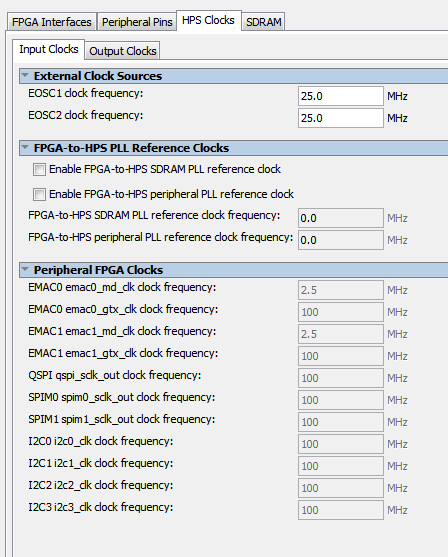 FPGA Interfaces Peripheral Pins HPS Clocks SDRAM
Input Clocks Output Clocks
External Clock Sources
EOSC1 clock frequency: 25.0 MHz
EOSC2 clock frequency: 25.0 MHz
FPGA-to-HPS PLL Reference Clocks
Enable FPGA-to-HPS SDRAM PLL reference clock
Enable FPGA-to-HPS peripheral PLL reference clock
FPGA-to-HPS SDRAM PLL reference clock frequency: 0.0 MHz
FPGA-to-HPS peripheral PLL reference clock frequency: 0.0 MHz
Peripheral FPGA Clocks
EMAC0 emac0_md_clk clock frequency: 2.5 MHz
EMAC0 emac0_gtx_clk clock frequency: 100 MHz
EMAC1 emac1_md_clk clock frequency: 2.5 MHz
EMAC1 emac1_gtx_clk clock frequency: 100 MHz
QSPI qspi_sclk_out clock frequency: 100 MHz
SPIM0 spim0_sclk_out clock frequency: 100 MHz
SPIM1 spim1_sclk_out clock frequency: 100 MHz
I2C0 i2c0_clk clock frequency: 100 MHz
I2C1 i2c1_clk clock frequency: 100 MHz
I2C2 i2c2_clk clock frequency: 100 MHz
I2C3 i2c3_clk clock frequency: 100 MHz